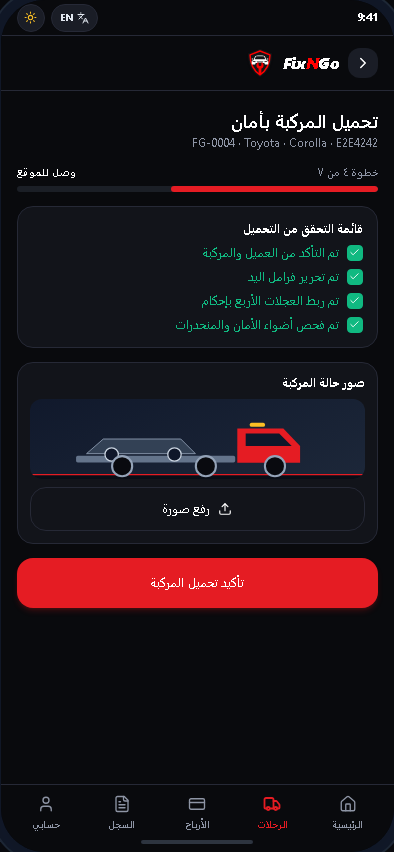 9:41
EN
FixNGo
تحميل المركبة بأمان
FG-0004 · Toyota · Corolla · E2E4242
خطوة ٤ من ٧
وصل للموقع
قائمة التحقق من التحميل
تم التأكد من العميل والمركبة
تم تحرير فرامل اليد
تم ربط العجلات الأربع بإحكام
تم فحص أضواء الأمان والمنحدرات
صور حالة المركبة
رفع صورة
تأكيد تحميل المركبة
الرئيسية
الرحلات
الأرباح
السجل
حسابي